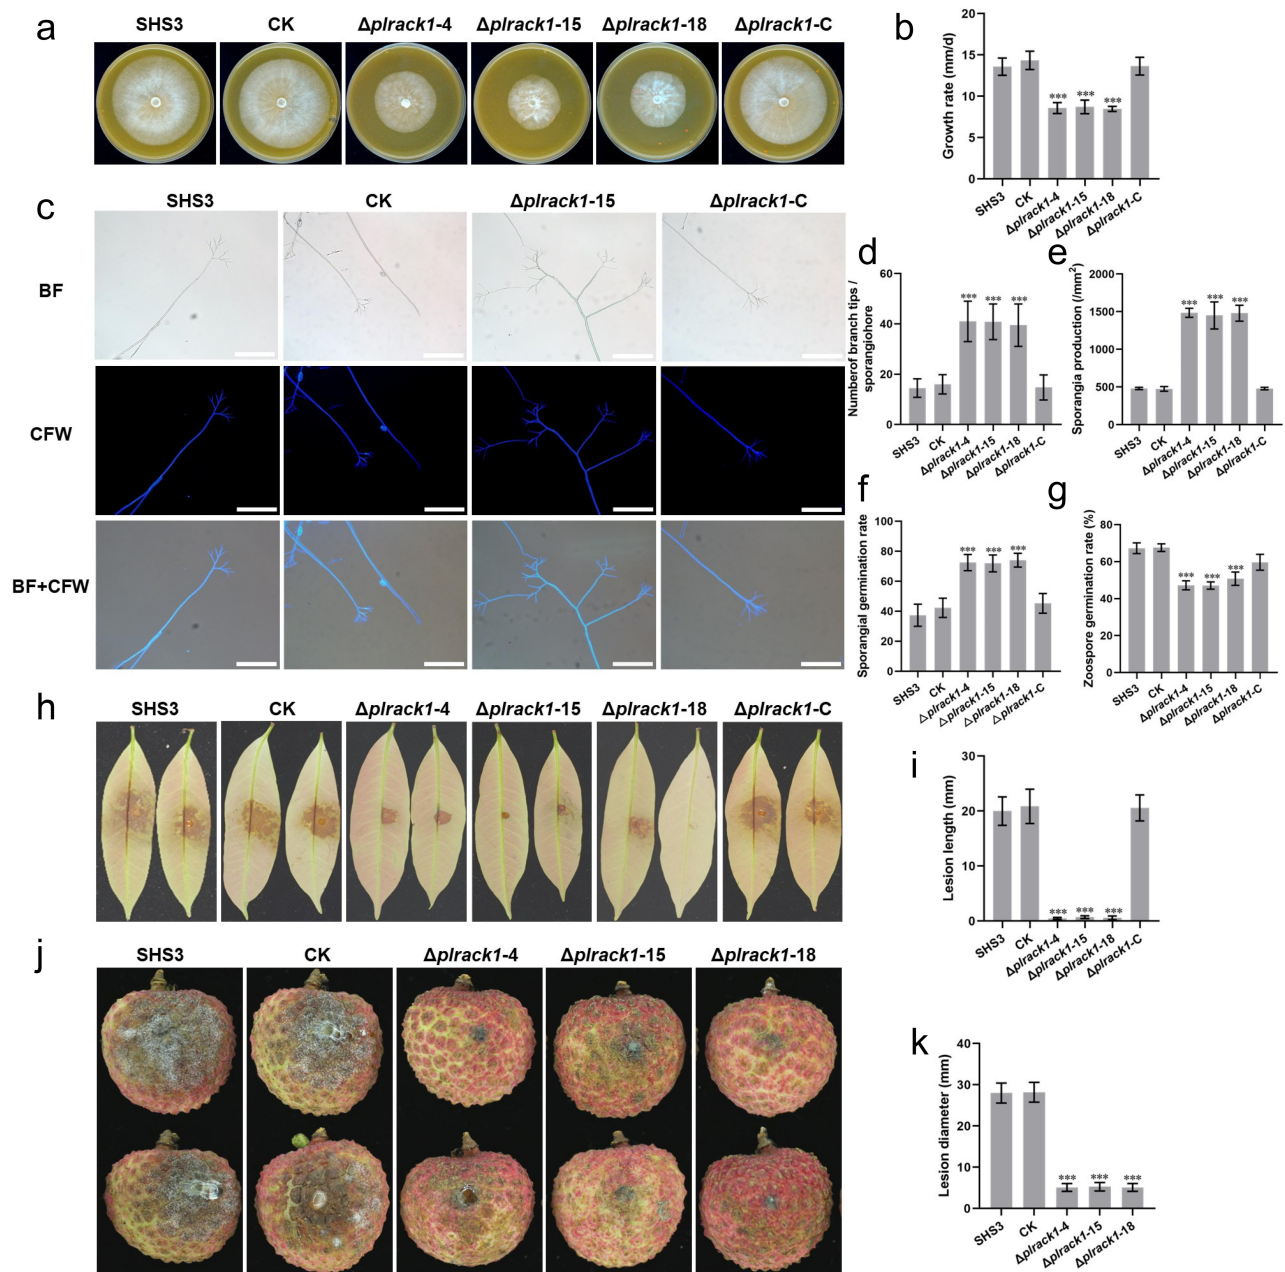 a
SHS3 CK Δplrack1-4 Δplrack1-15 Δplrack1-18 Δplrack1-C
b
Growth rate (mm/d)
20
15
10
5
0
*** *** ***
SHS3 CK Δplrack1-4 Δplrack1-15 Δplrack1-18 Δplrack1-C
c
SHS3 CK Δplrack1-15 Δplrack1-C
BF
CFW
BF+CFW
d
Numberof branch tips /
sporangiohore
60
40
20
0
*** *** ***
SHS3 CK Δplrack1-4 Δplrack1-15 Δplrack1-18 Δplrack1-C
e
Sporangia production (/mm²)
2000
1500
1000
500
0
*** *** ***
SHS3 CK Δplrack1-4 Δplrack1-15 Δplrack1-18 Δplrack1-C
f
Sporangial germination rate
100
80
60
40
20
0
*** *** ***
SHS3 CK △plrack1-4 △plrack1-15 △plrack1-18 △plrack1-C
g
Zoospore germination rate (%)
80
60
40
20
0
*** *** ***
SHS3 CK Δplrack1-4 Δplrack1-15 Δplrack1-18 Δplrack1-C
h
SHS3 CK Δplrack1-4 Δplrack1-15 Δplrack1-18 Δplrack1-C
i
Lesion length (mm)
30
20
10
0
*** *** ***
SHS3 CK Δplrack1-4 Δplrack1-15 Δplrack1-18 Δplrack1-C
j
SHS3 CK Δplrack1-4 Δplrack1-15 Δplrack1-18
k
Lesion diameter (mm)
40
30
20
10
0
*** *** ***
SHS3 CK Δplrack1-4 Δplrack1-15 Δplrack1-18